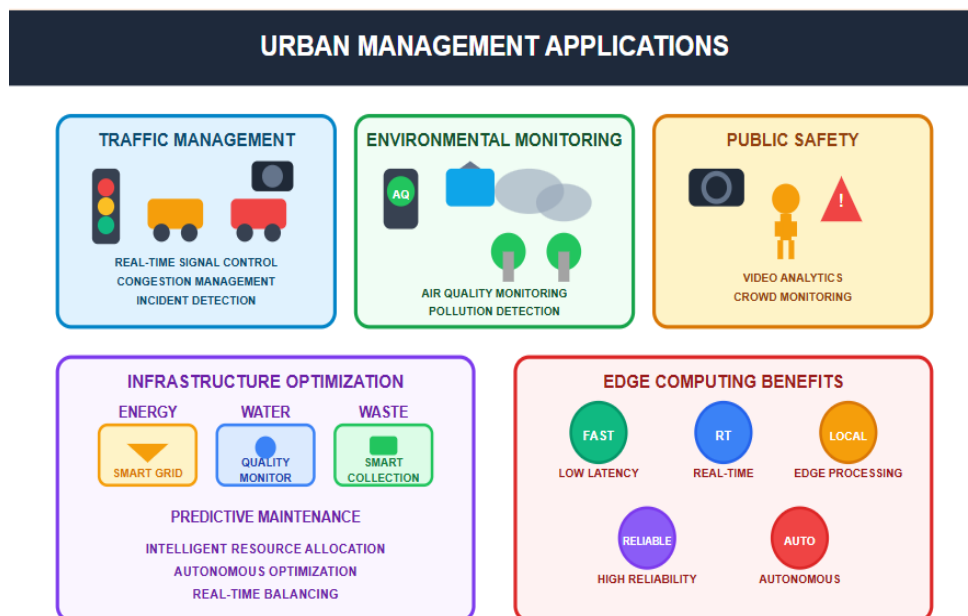 URBAN MANAGEMENT APPLICATIONS
TRAFFIC MANAGEMENT
REAL-TIME SIGNAL CONTROL
CONGESTION MANAGEMENT
INCIDENT DETECTION
ENVIRONMENTAL MONITORING
AQ
AIR QUALITY MONITORING
POLLUTION DETECTION
PUBLIC SAFETY
!
VIDEO ANALYTICS
CROWD MONITORING
INFRASTRUCTURE OPTIMIZATION
ENERGY
WATER
WASTE
SMART GRID
QUALITY
MONITOR
SMART
COLLECTION
PREDICTIVE MAINTENANCE
INTELLIGENT RESOURCE ALLOCATION
AUTONOMOUS OPTIMIZATION
REAL-TIME BALANCING
EDGE COMPUTING BENEFITS
FAST
LOW LATENCY
RT
REAL-TIME
LOCAL
EDGE PROCESSING
RELIABLE
HIGH RELIABILITY
AUTO
AUTONOMOUS